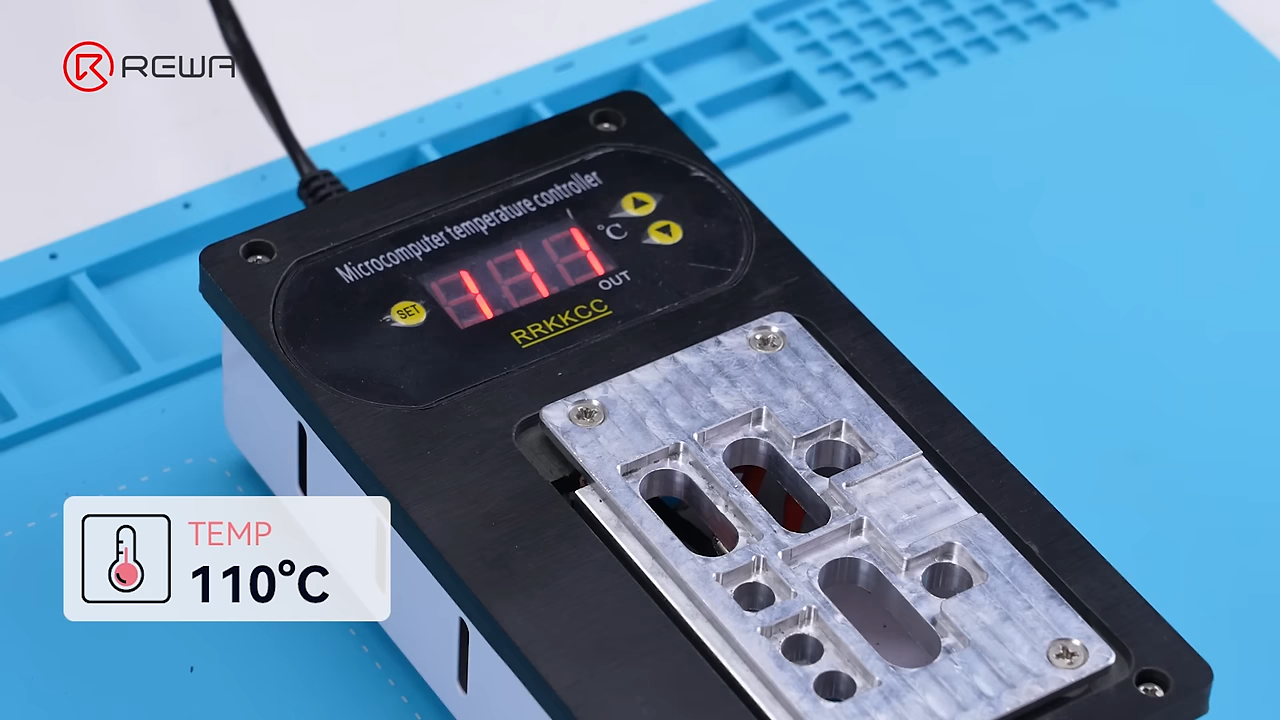 REWA
Microcomputer temperature controller
SET
111
°C
OUT
RRKKCC
TEMP
110°C